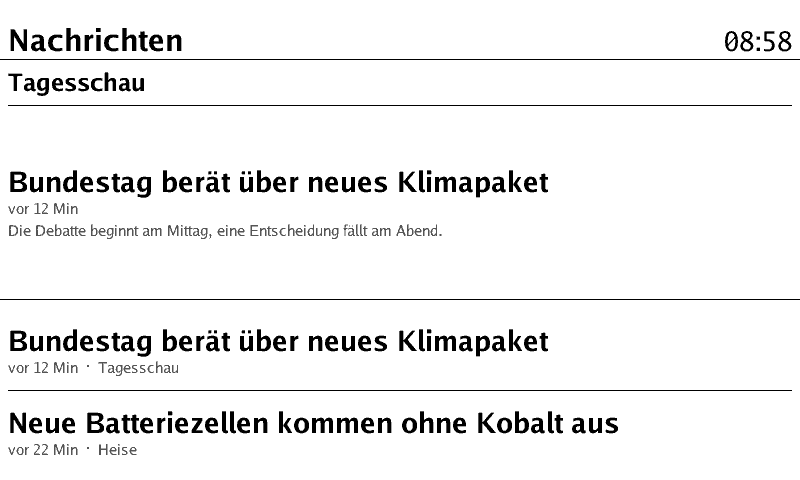 Nachrichten 08:58
Tagesschau
Bundestag berät über neues Klimapaket
vor 12 Min
Die Debatte beginnt am Mittag, eine Entscheidung fällt am Abend.
Bundestag berät über neues Klimapaket
vor 12 Min · Tagesschau
Neue Batteriezellen kommen ohne Kobalt aus
vor 22 Min · Heise